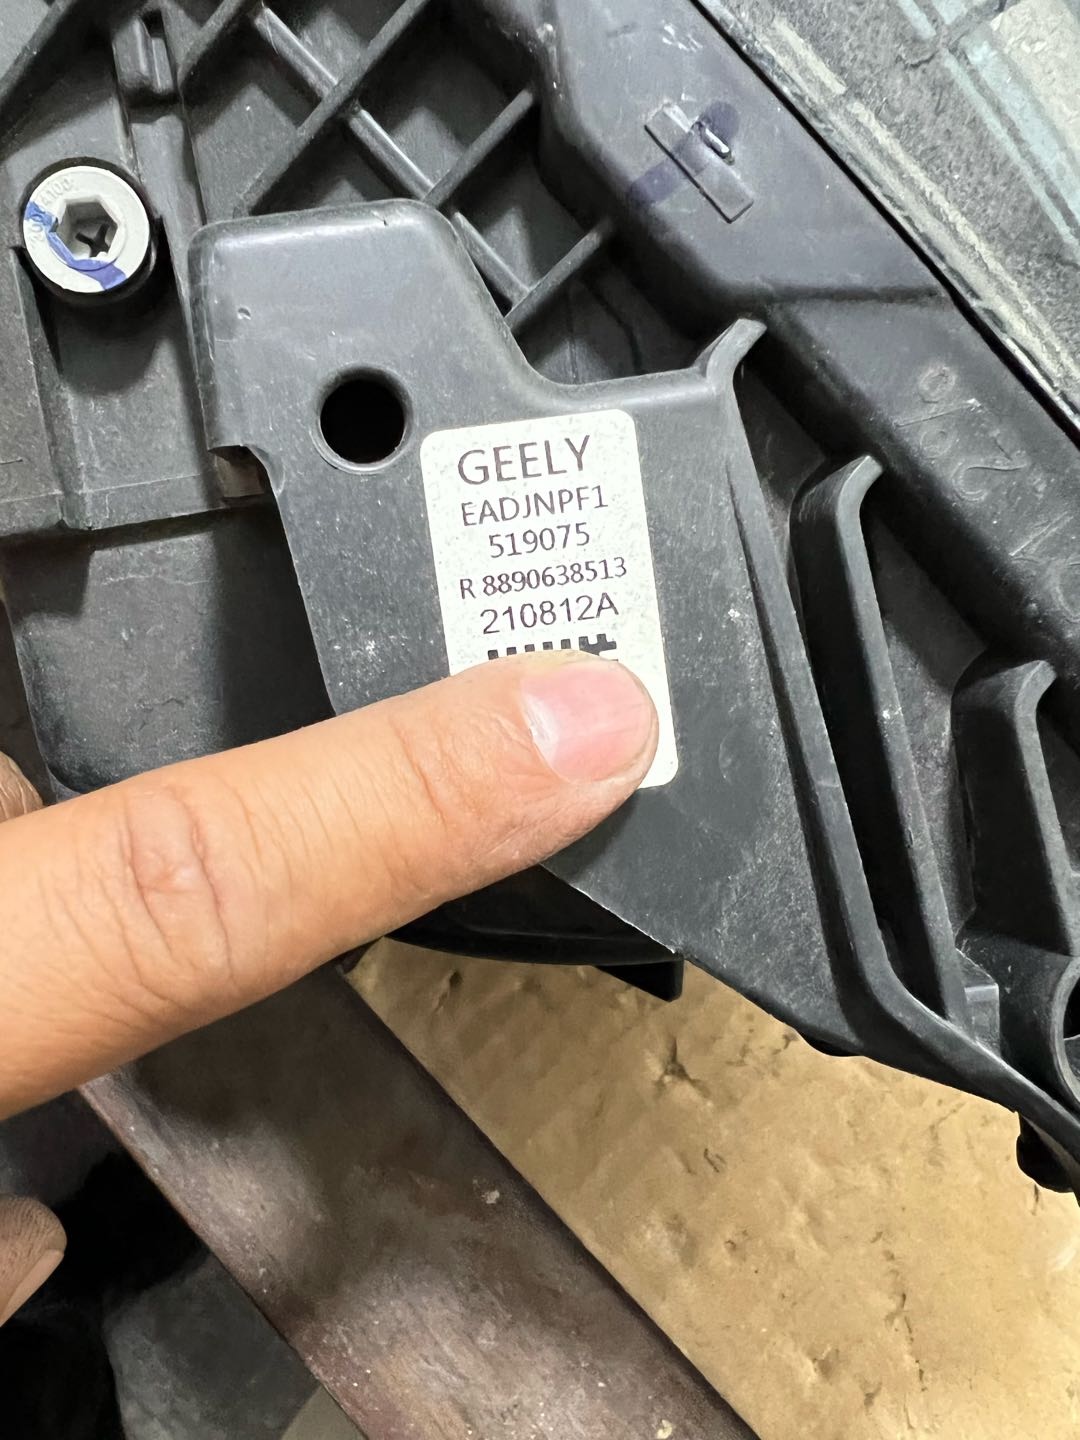 GEELY
EADJNPF1
519075
R 8890638513
210812A